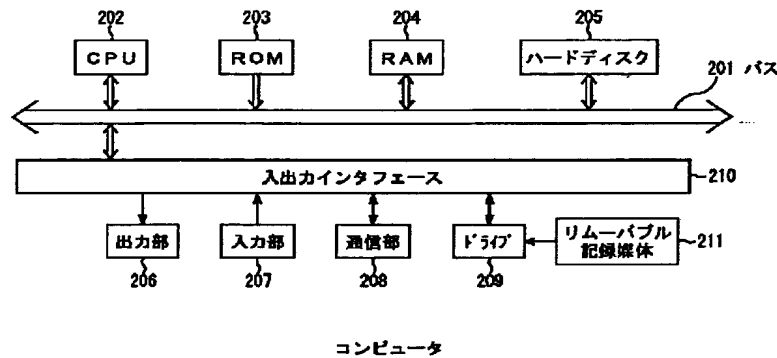 202
203
204
205
CPU
ROM
RAM
ハードディスク
201 バス
入出力インタフェース
210
出力部
入力部
通信部
ドライブ
リムーバブル
記録媒体
211
206
207
208
209
コンピュータ